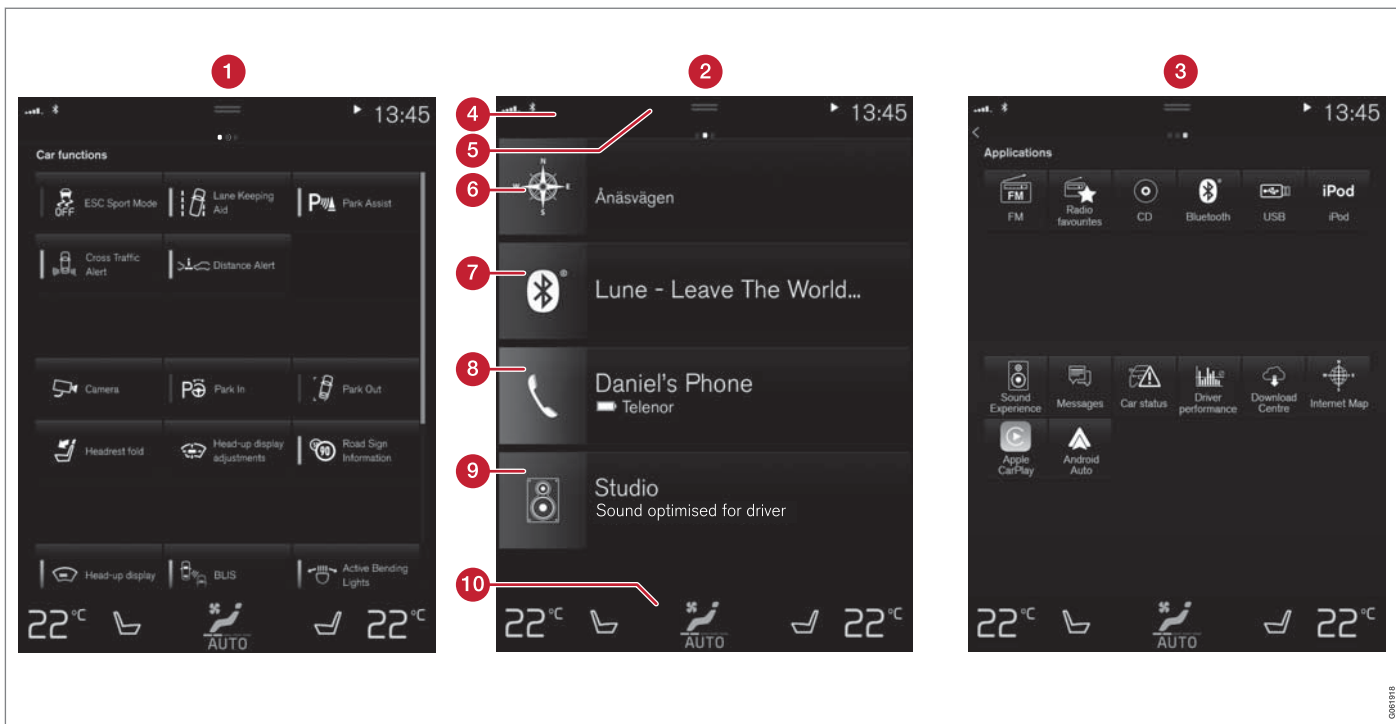 1
2
3
13:45
Car functions
OFF
ESC Sport Mode
Lane Keeping
Aid
P
Park Assist
Cross Traffic
Alert
Distance Alert
Camera
P
Park In
Park Out
Headrest fold
Head-up display
adjustments
90
Road Sign
Information
Head-up display
BLIS
Active Bending
Lights
22°C
AUTO
22°C
4
5
6
7
8
9
10
13:45
N
W
E
S
Ånäsvägen
Lune - Leave The World...
Daniel's Phone
Telenor
Studio
Sound optimised for driver
22°C
AUTO
22°C
13:45
<
Applications
FM
FM
Radio
favourites
CD
Bluetooth
USB
iPod
iPod
Sound
Experience
Messages
Car status
Driver
performance
Download
Centre
Internet Map
Apple
CarPlay
Android
Auto
22°C
AUTO
22°C
G061918